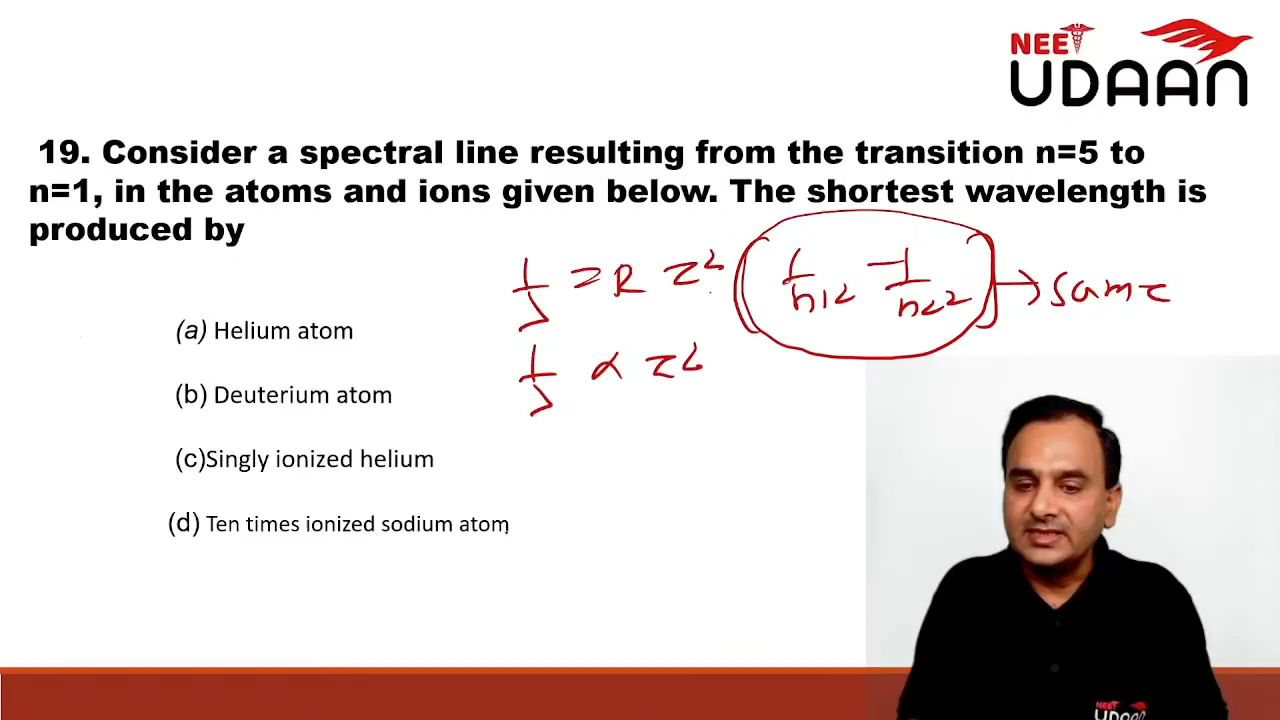 NEET
UDAAN
19. Consider a spectral line resulting from the transition n=5 to
n=1, in the atoms and ions given below. The shortest wavelength is
produced by
1/λ = R Z² [1/n1² - 1/n2²] → same
(a) Helium atom
1/λ ∝ Z²
(b) Deuterium atom
(c)Singly ionized helium
(d) Ten times ionized sodium atom
NEET
UDAAN